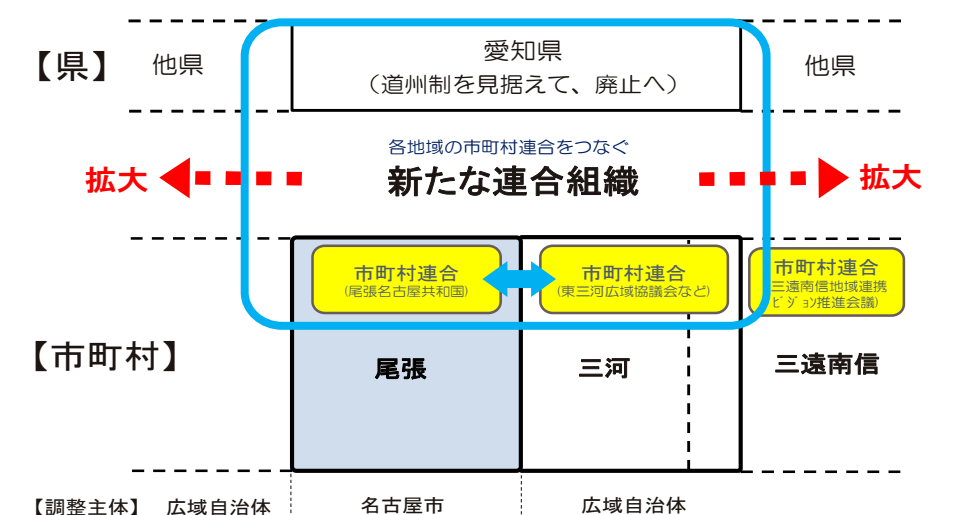 【県】 他県 愛知県 他県
(道州制を見据えて、廃止へ)
各地域の市町村連合をつなぐ
拡大 新たな連合組織 拡大
市町村連合 市町村連合 市町村連合
(尾張名古屋共和国) (東三河広域協議会など) 三遠南信地域連携
ビジョン推進会議)
【市町村】 尾張 三河 三遠南信
【調整主体】 広域自治体 名古屋市 広域自治体